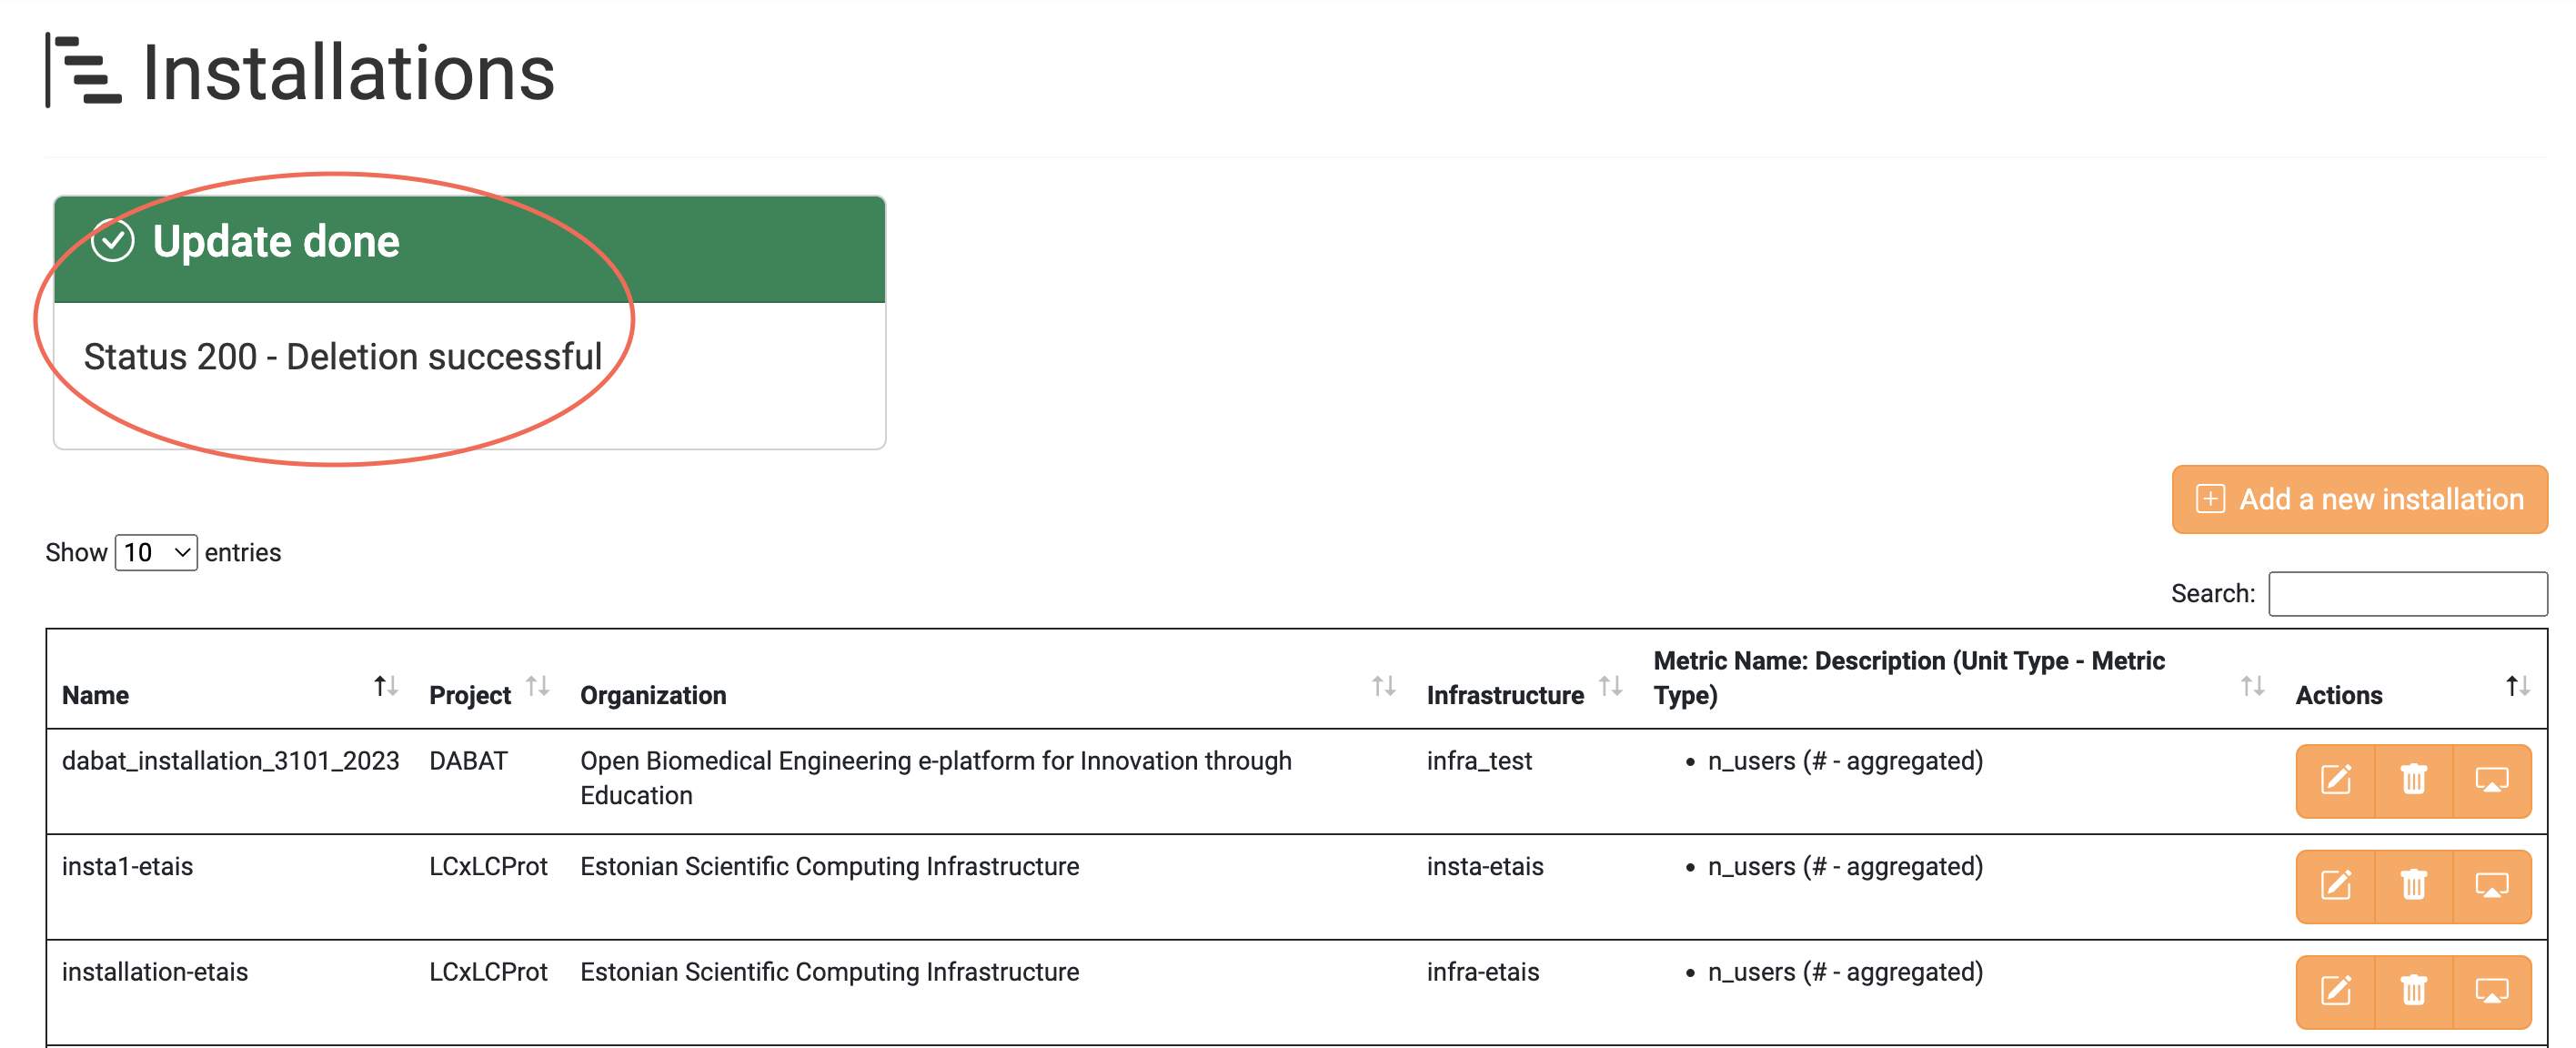 Installations
Update done
Status 200 - Deletion successful
Add a new installation
Show 10 entries
Search:
Metric Name: Description (Unit Type - Metric
Name Project Organization Infrastructure Type) Actions
dabat_installation_3101_2023 DABAT Open Biomedical Engineering e-platform for Innovation through infra_test • n_users (# - aggregated)
Education
insta1-etais LCxLCProt Estonian Scientific Computing Infrastructure insta-etais • n_users (# - aggregated)
installation-etais LCxLCProt Estonian Scientific Computing Infrastructure infra-etais • n_users (# - aggregated)